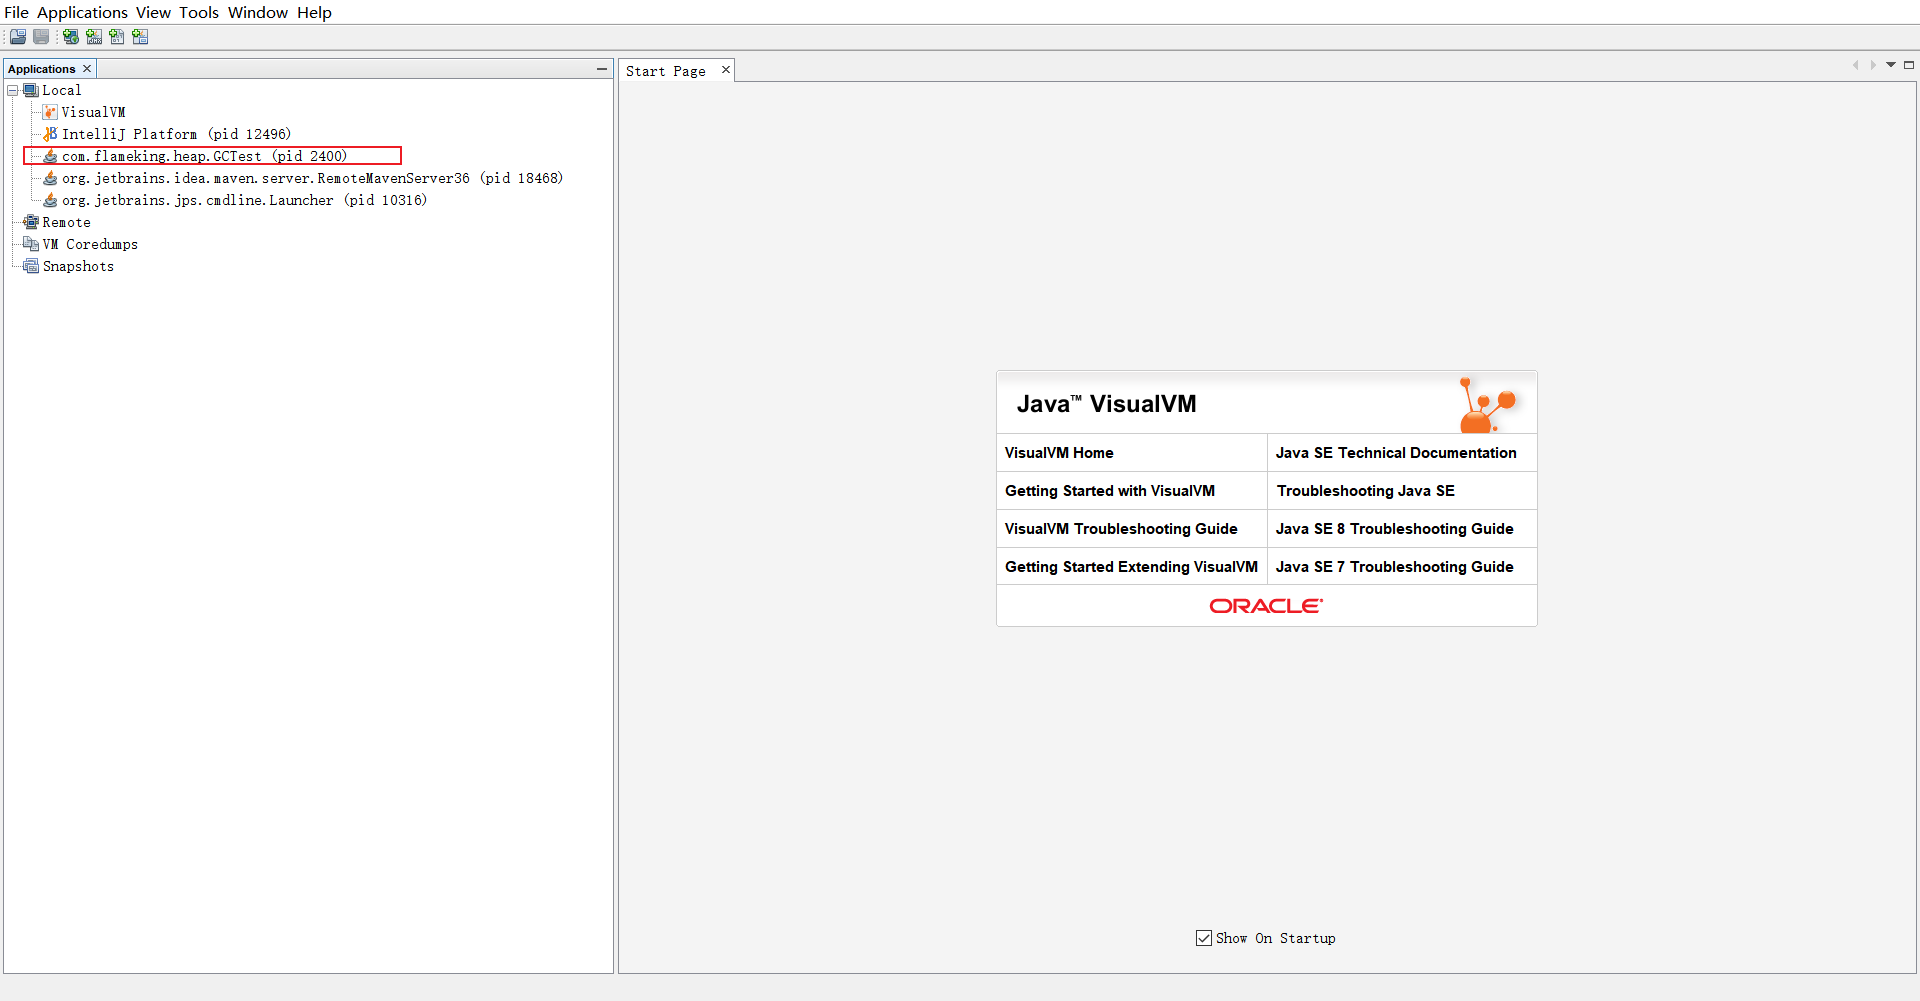 File Applications View Tools Window Help
Applications
Start Page
Local
VisualVM
IntelliJ Platform (pid 12496)
com.flameking.heap.GCTest (pid 2400)
org.jetbrains.idea.maven.server.RemoteMavenServer36 (pid 18468)
org.jetbrains.jps.cmdline.Launcher (pid 10316)
Remote
VM Coredumps
Snapshots
Java™ VisualVM
VisualVM Home
Java SE Technical Documentation
Getting Started with VisualVM
Troubleshooting Java SE
VisualVM Troubleshooting Guide
Java SE 8 Troubleshooting Guide
Getting Started Extending VisualVM
Java SE 7 Troubleshooting Guide
ORACLE
Show On Startup